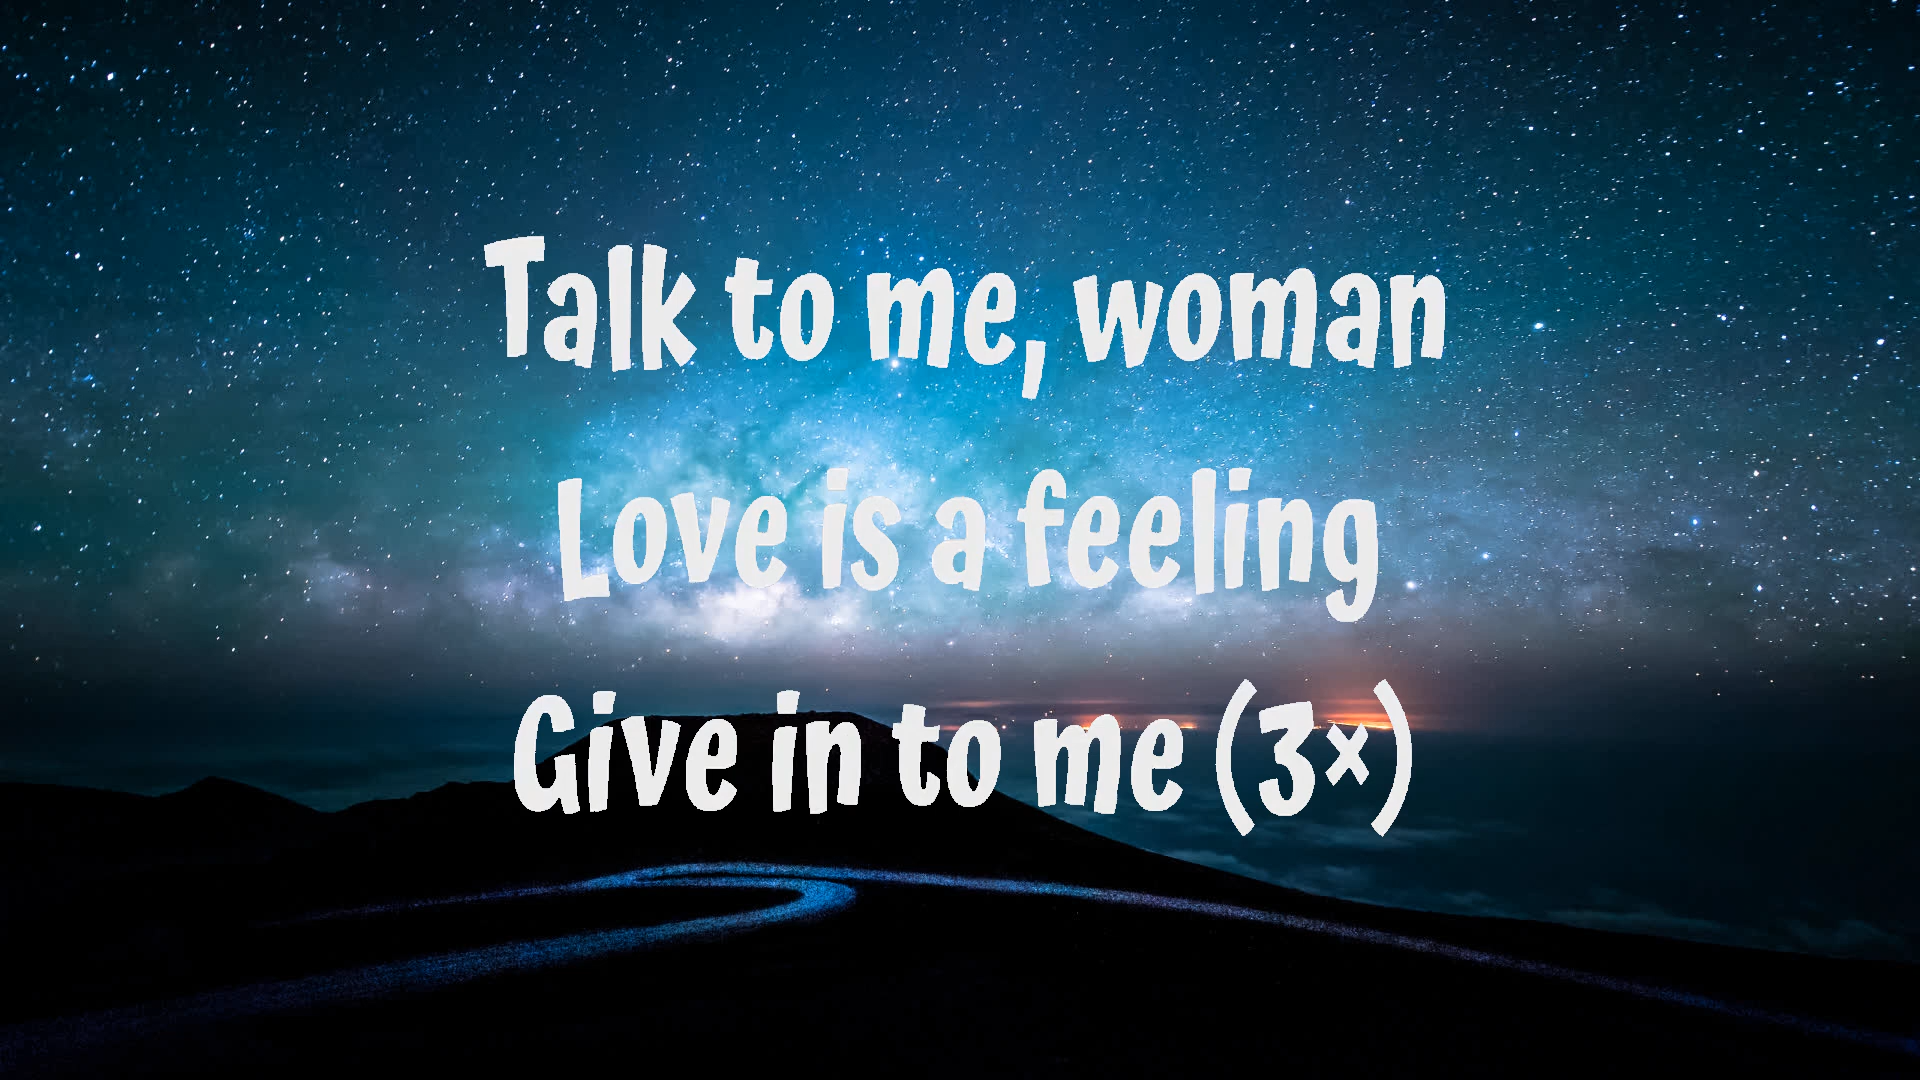 Talk to me, woman
Love is a feeling
Give in to me (3×)